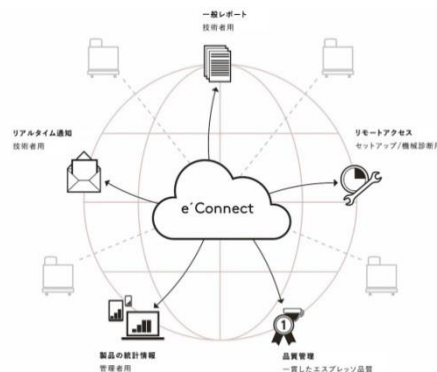 一般レポート
技術者用
リアルタイム通知
技術者用
リモートアクセス
セットアップ/機械診断用
e´Connect
製品の統計情報
管理者用
1
品質管理
一貫したエスプレッソ品質